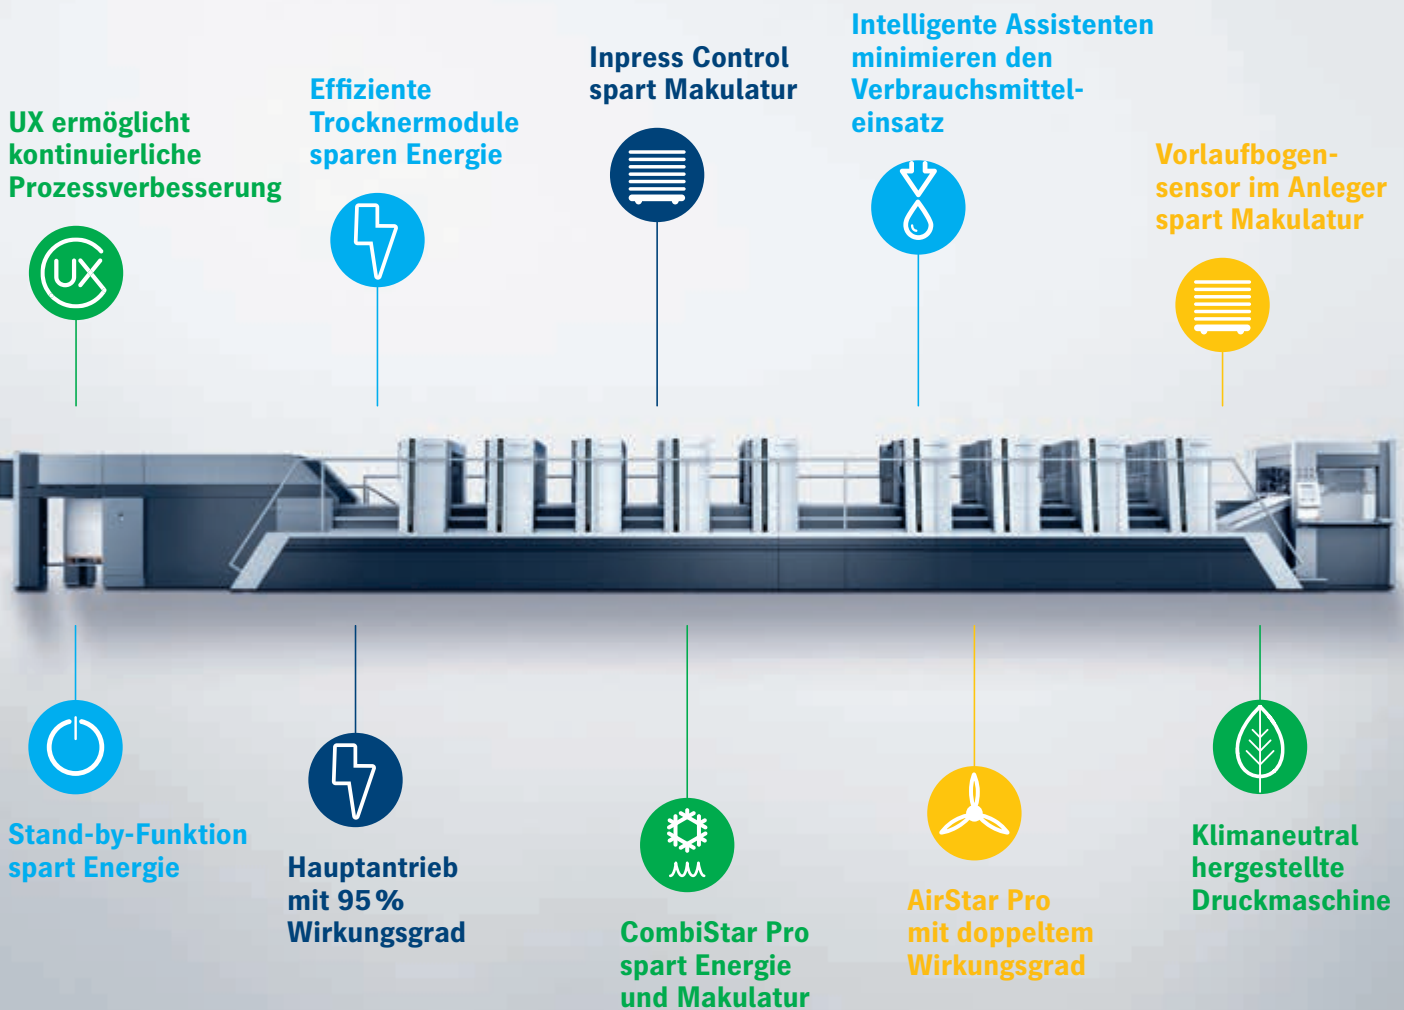 UX ermöglicht
kontinuierliche
Prozessverbesserung
UX
Effiziente
Trocknermodule
sparen Energie
Inpress Control
spart Makulatur
Intelligente Assistenten
minimieren den
Verbrauchsmittel-
einsatz
Vorlaufbogen-
sensor im Anleger
spart Makulatur
Stand-by-Funktion
spart Energie
Hauptantrieb
mit 95 %
Wirkungsgrad
CombiStar Pro
spart Energie
und Makulatur
AirStar Pro
mit doppeltem
Wirkungsgrad
Klimaneutral
hergestellte
Druckmaschine